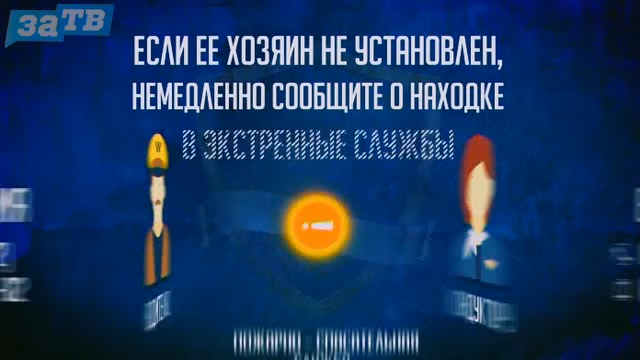 ЗАТВ
ЕСЛИ ЕЕ ХОЗЯИН НЕ УСТАНОВЛЕН,
НЕМЕДЛЕННО СООБЩИТЕ О НАХОДКЕ
В ЭКСТРЕННЫЕ СЛУЖБЫ
W